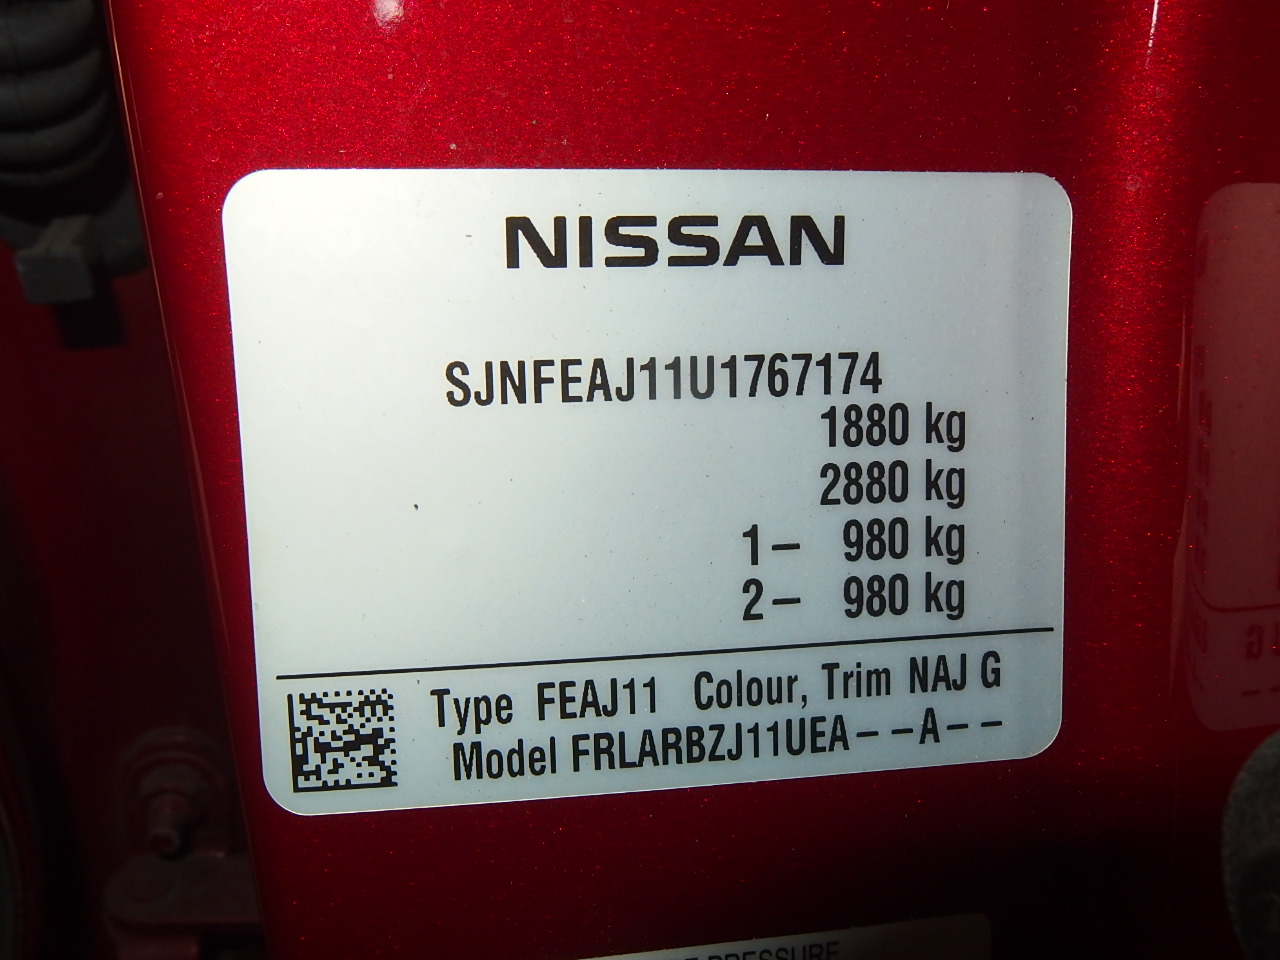 NISSAN
SJNFEAJ11U1767174
1880 kg
2880 kg
1– 980 kg
2– 980 kg
Type FEAJ11 Colour, Trim NAJ G
Model FRLARBZJ11UEA––A––
PRESSURE